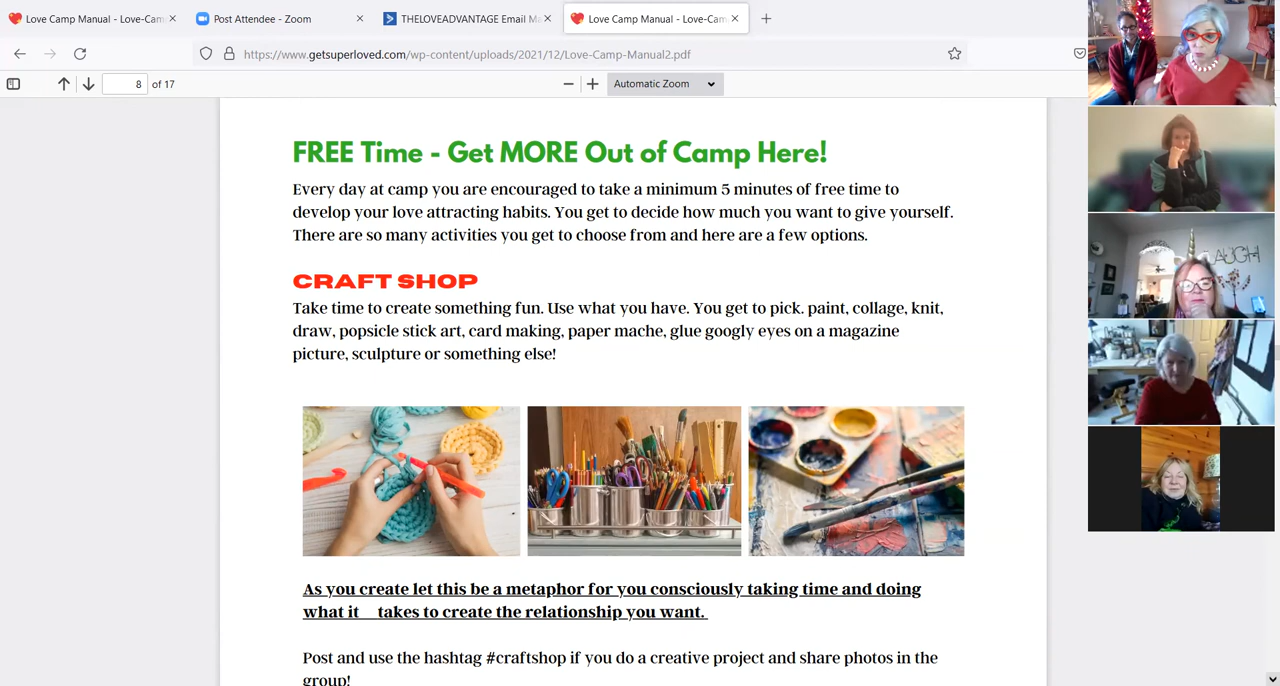 Love Camp Manual - Love-Cam
Post Attendee - Zoom
THELOVEADVANTAGE Email Ma
Love Camp Manual - Love-Cam
https://www.getsuperloved.com/wp-content/uploads/2021/12/Love-Camp-Manual2.pdf
8 of 17
Automatic Zoom
FREE Time - Get MORE Out of Camp Here!
Every day at camp you are encouraged to take a minimum 5 minutes of free time to
develop your love attracting habits. You get to decide how much you want to give yourself.
There are so many activities you get to choose from and here are a few options.
CRAFT SHOP
Take time to create something fun. Use what you have. You get to pick. paint, collage, knit,
draw, popsicle stick art, card making, paper mache, glue googly eyes on a magazine
picture, sculpture or something else!
As you create let this be a metaphor for you consciously taking time and doing
what it takes to create the relationship you want.
Post and use the hashtag #craftshop if you do a creative project and share photos in the
group!
LAUGH